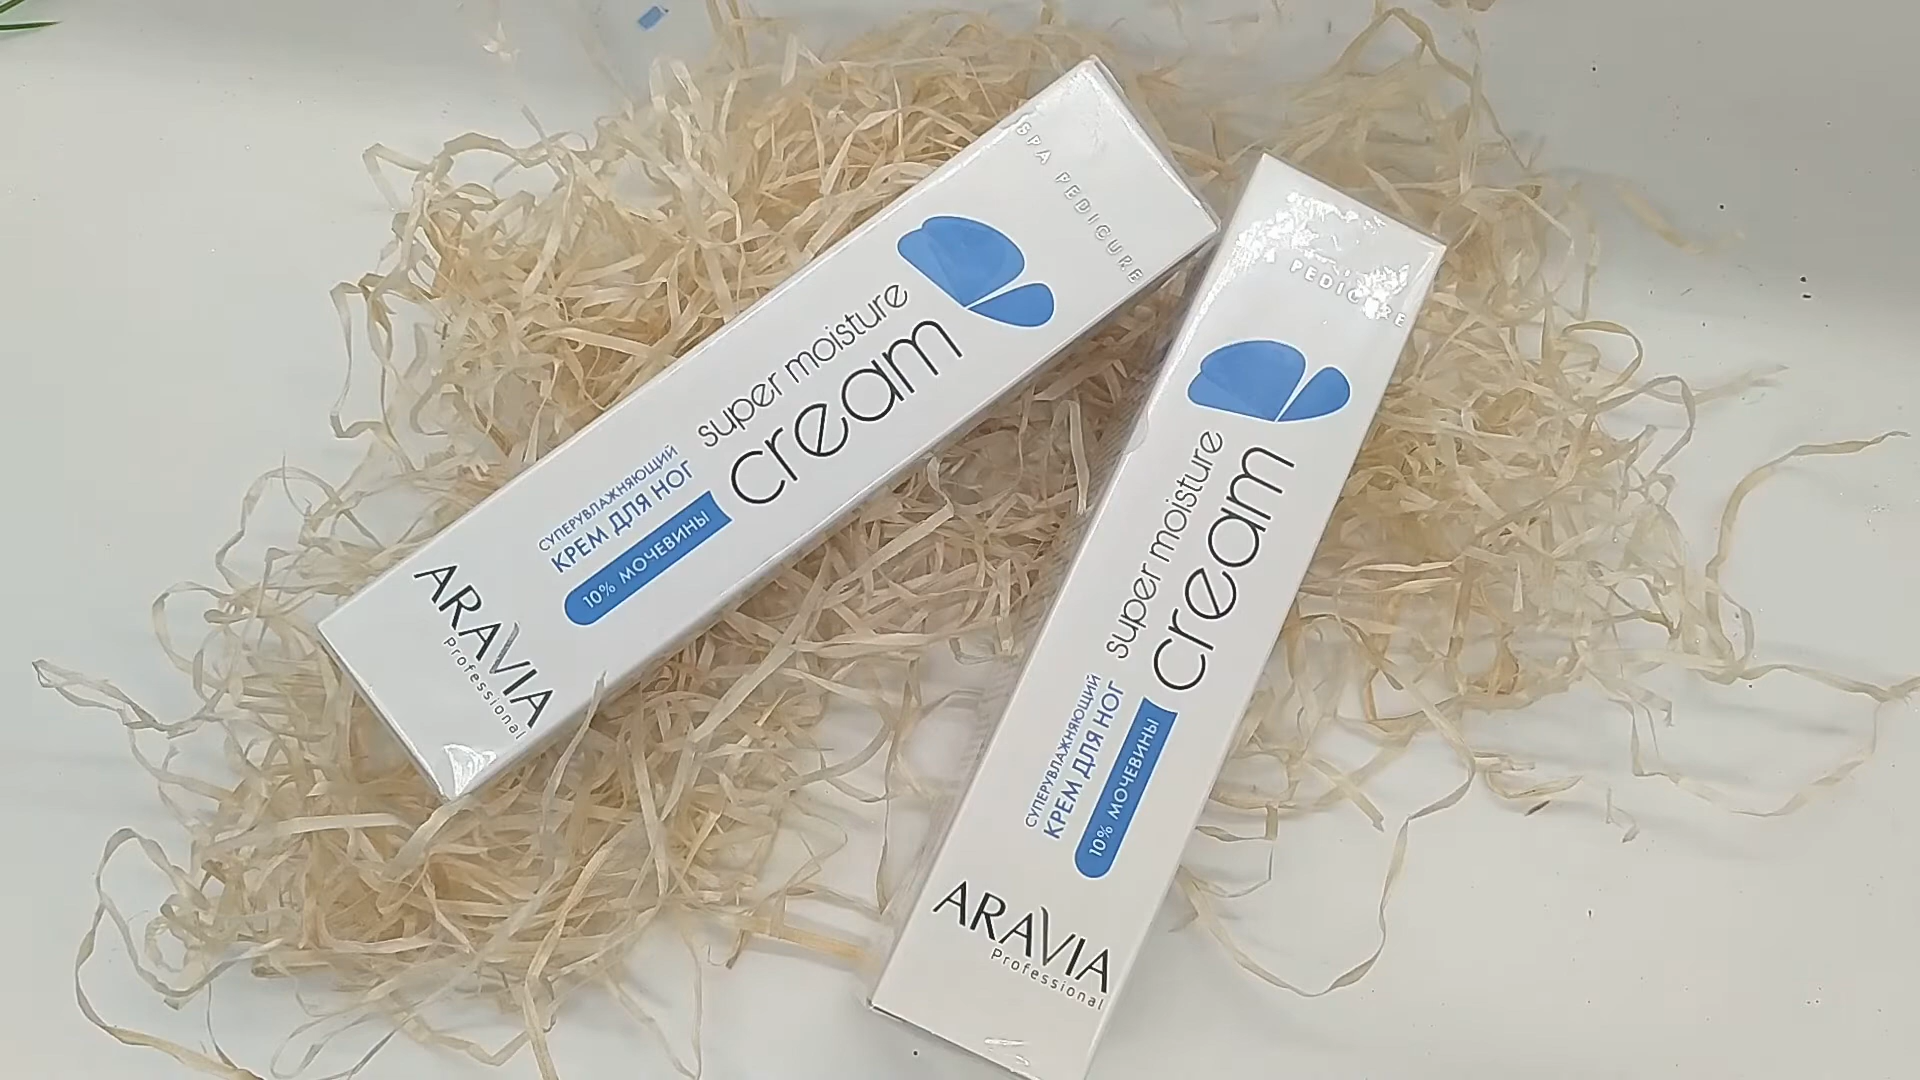 SPA PEDICURE
super moisture
cream
СУПЕРУВЛАЖНЯЮЩИЙ
КРЕМ ДЛЯ НОГ
10% МОЧЕВИНЫ
ARAVIA
Professional
PEDICURE
super moisture
cream
СУПЕРУВЛАЖНЯЮЩИЙ
КРЕМ ДЛЯ НОГ
10% МОЧЕВИНЫ
ARAVIA
Professional